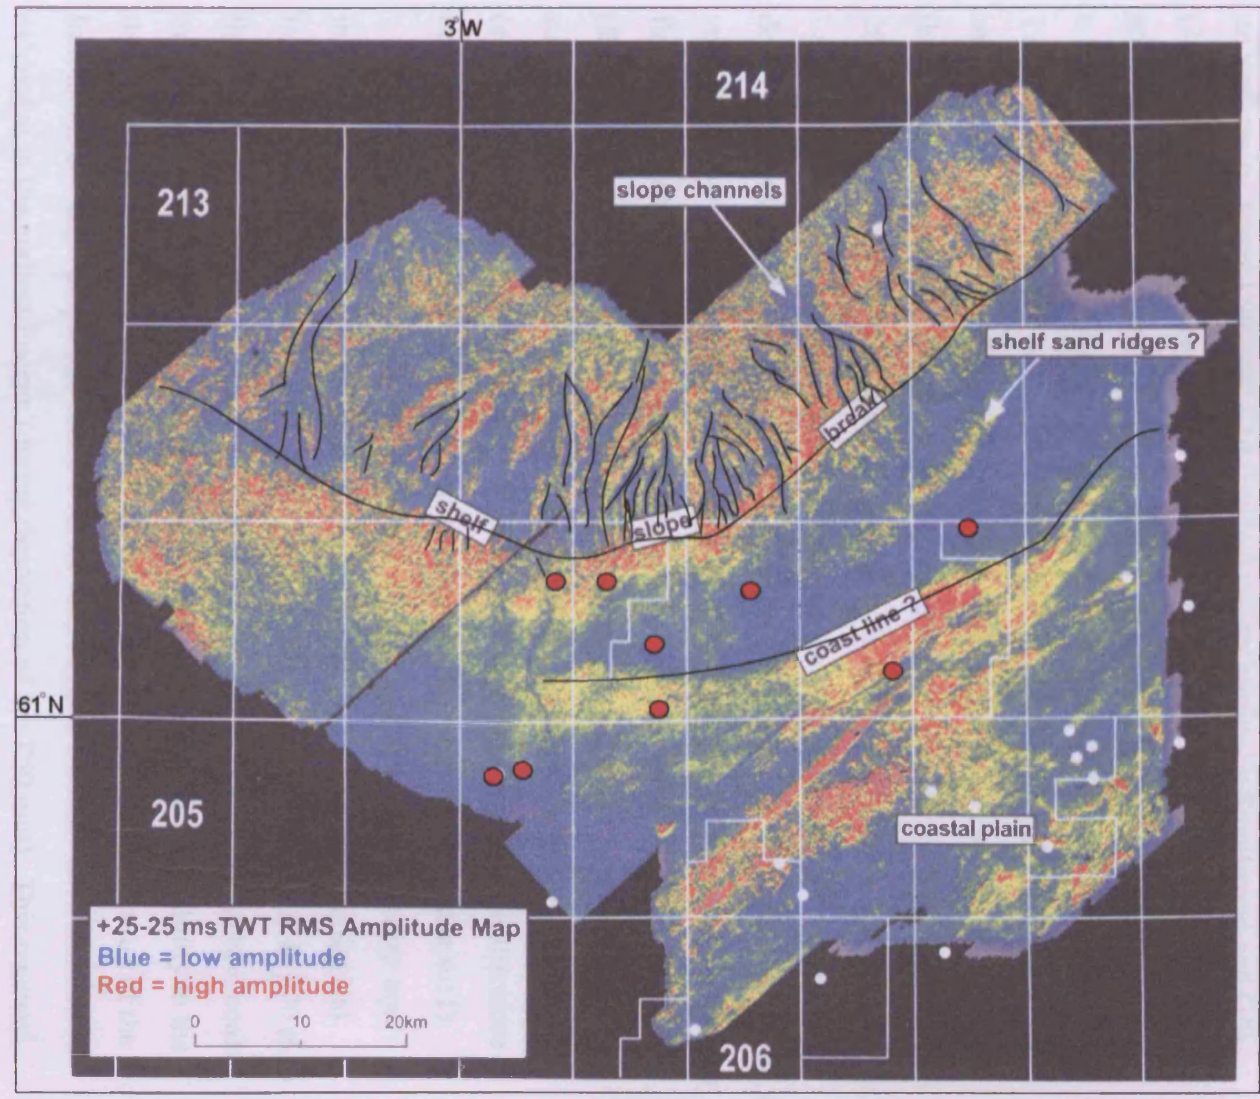 3°W
214
213
slope channels
shelf sand ridges ?
break
shelf
slope
coast line ?
61°N
205
coastal plain
+25-25 msTWT RMS Amplitude Map
Blue = low amplitude
Red = high amplitude
0 10 20km
206